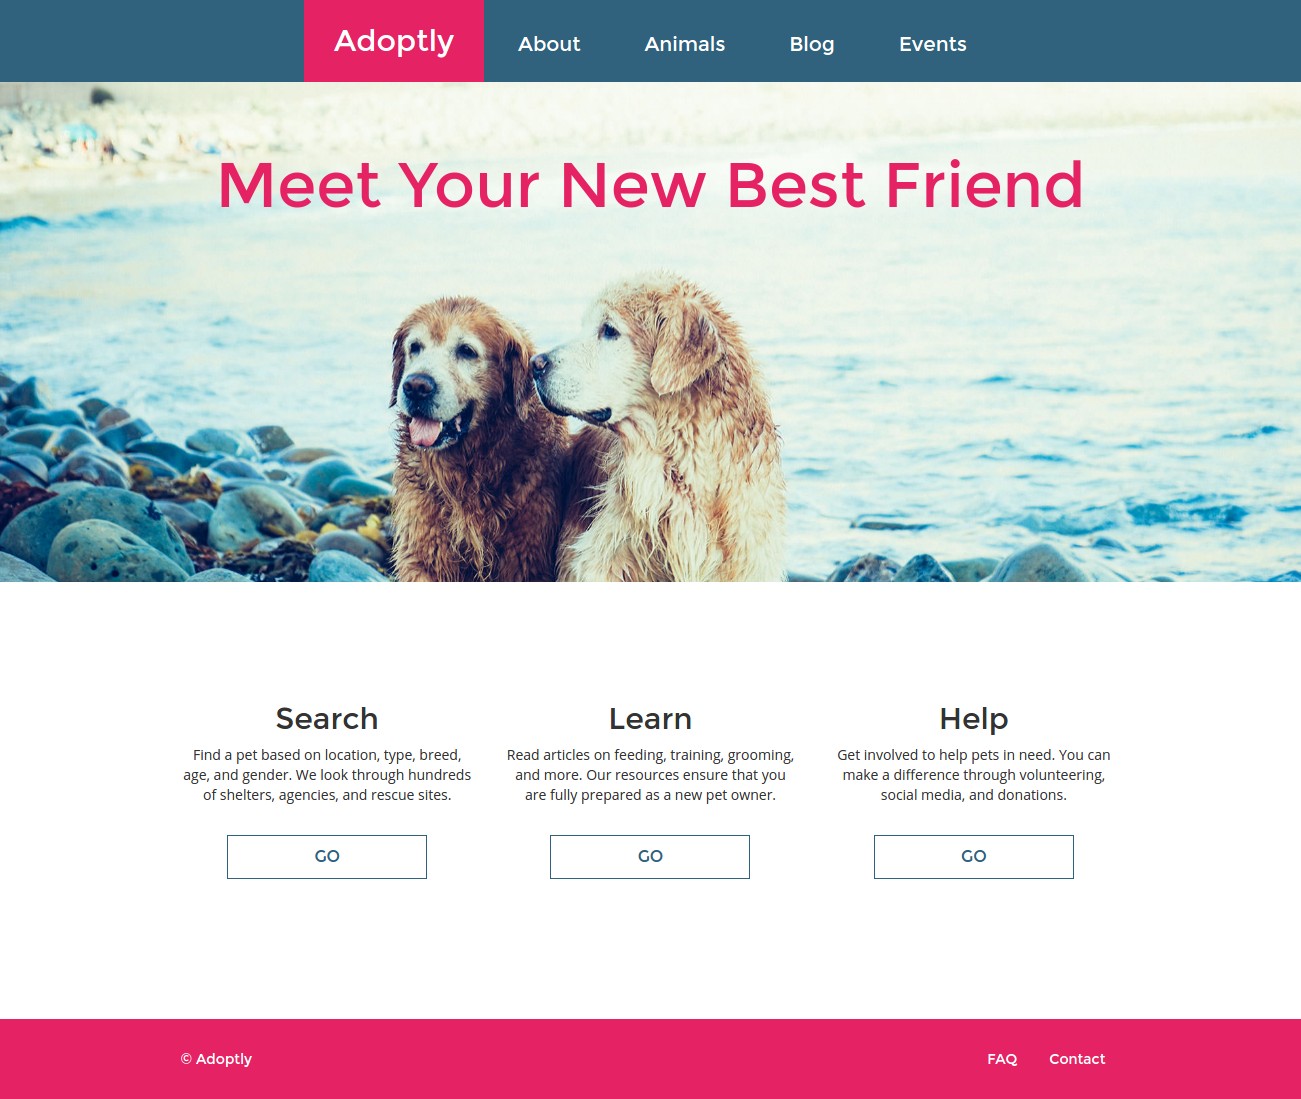 Adoptly
About
Animals
Blog
Events
Meet Your New Best Friend
Search
Find a pet based on location, type, breed,
age, and gender. We look through hundreds
of shelters, agencies, and rescue sites.
GO
Learn
Read articles on feeding, training, grooming,
and more. Our resources ensure that you
are fully prepared as a new pet owner.
GO
Help
Get involved to help pets in need. You can
make a difference through volunteering,
social media, and donations.
GO
© Adoptly
FAQ
Contact